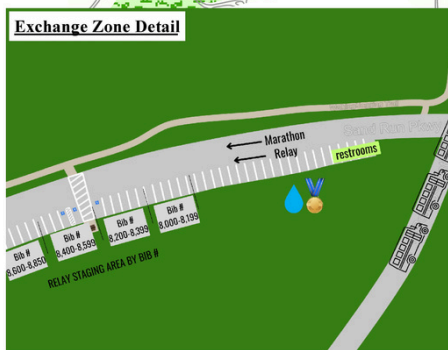 Exchange Zone Detail
Marathon
Relay
restrooms
Bib #
8,000-8,199
Bib #
8,200-8,399
Bib #
8,400-8,599
Bib #
8,600-8,850
RELAY STAGING AREA BY BIB #